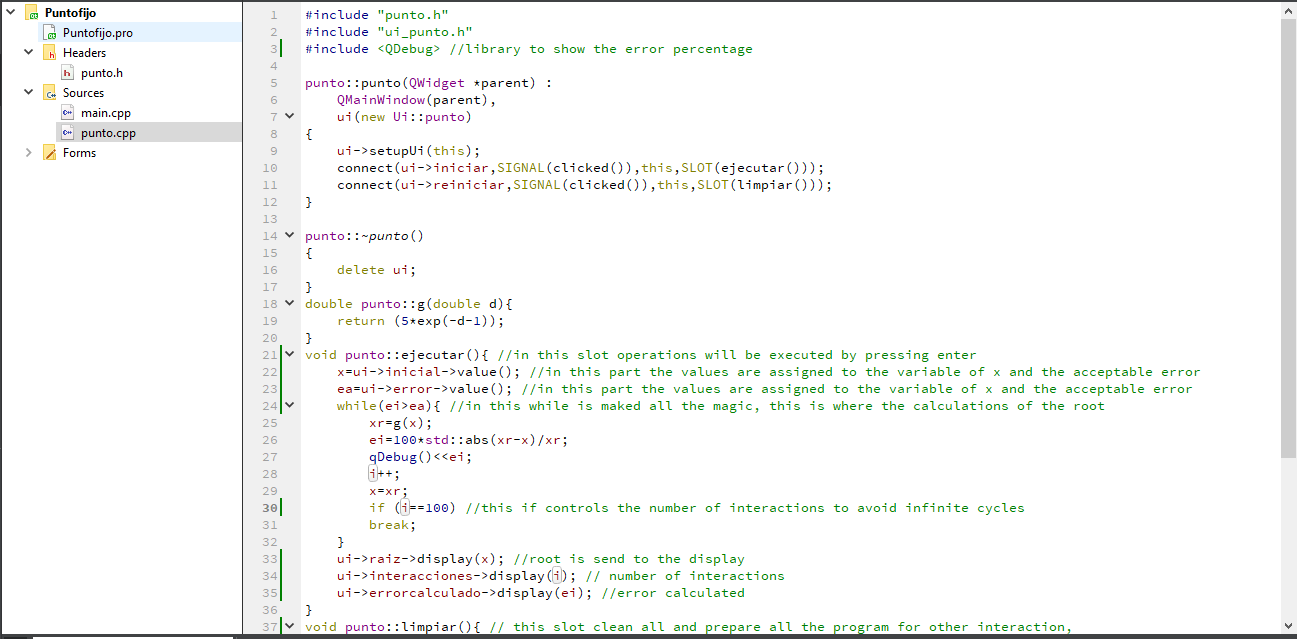 Puntofijo
Puntofijo.pro
Headers
punto.h
Sources
main.cpp
punto.cpp
Forms
1 #include "punto.h"
2 #include "ui_punto.h"
3 #include <QDebug> //library to show the error percentage
4
5 punto::punto(QWidget *parent) :
6     QMainWindow(parent),
7     ui(new Ui::punto)
8 {
9     ui->setupUi(this);
10     connect(ui->iniciar,SIGNAL(clicked()),this,SLOT(ejecutar()));
11     connect(ui->reiniciar,SIGNAL(clicked()),this,SLOT(limpiar()));
12 }
13
14 punto::~punto()
15 {
16     delete ui;
17 }
18 double punto::g(double d){
19     return (5*exp(-d-1));
20 }
21 void punto::ejecutar(){ //in this slot operations will be executed by pressing enter
22     x=ui->inicial->value(); //in this part the values are assigned to the variable of x and the acceptable error
23     ea=ui->error->value(); //in this part the values are assigned to the variable of x and the acceptable error
24     while(ei>ea){ //in this while is maked all the magic, this is where the calculations of the root
25         xr=g(x);
26         ei=100*std::abs(xr-x)/xr;
27         qDebug()<<ei;
28         i++;
29         x=xr;
30         if (i==100) //this if controls the number of interactions to avoid infinite cycles
31         break;
32     }
33     ui->raiz->display(x); //root is send to the display
34     ui->interacciones->display(i); // number of interactions
35     ui->errorcalculado->display(ei); //error calculated
36 }
37 void punto::limpiar(){ // this slot clean all and prepare all the program for other interaction,